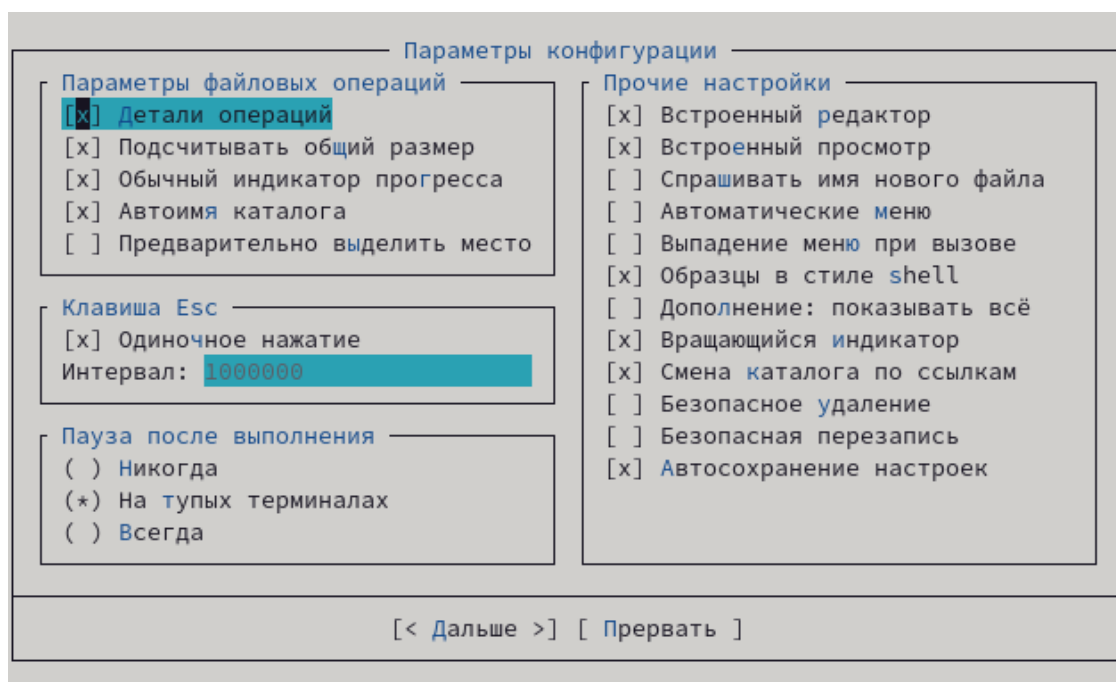 Параметры конфигурации
Параметры файловых операций
[x] Детали операций
[x] Подсчитывать общий размер
[x] Обычный индикатор прогресса
[x] Автоимя каталога
[ ] Предварительно выделить место
Клавиша Esc
[x] Одиночное нажатие
Интервал: 1000000
Пауза после выполнения
( ) Никогда
(*) На тупых терминалах
( ) Всегда
Прочие настройки
[x] Встроенный редактор
[x] Встроенный просмотр
[ ] Спрашивать имя нового файла
[ ] Автоматические меню
[ ] Выпадение меню при вызове
[x] Образцы в стиле shell
[ ] Дополнение: показывать всё
[x] Вращающийся индикатор
[x] Смена каталога по ссылкам
[ ] Безопасное удаление
[ ] Безопасная перезапись
[x] Автосохранение настроек
[< Дальше >] [ Прервать ]